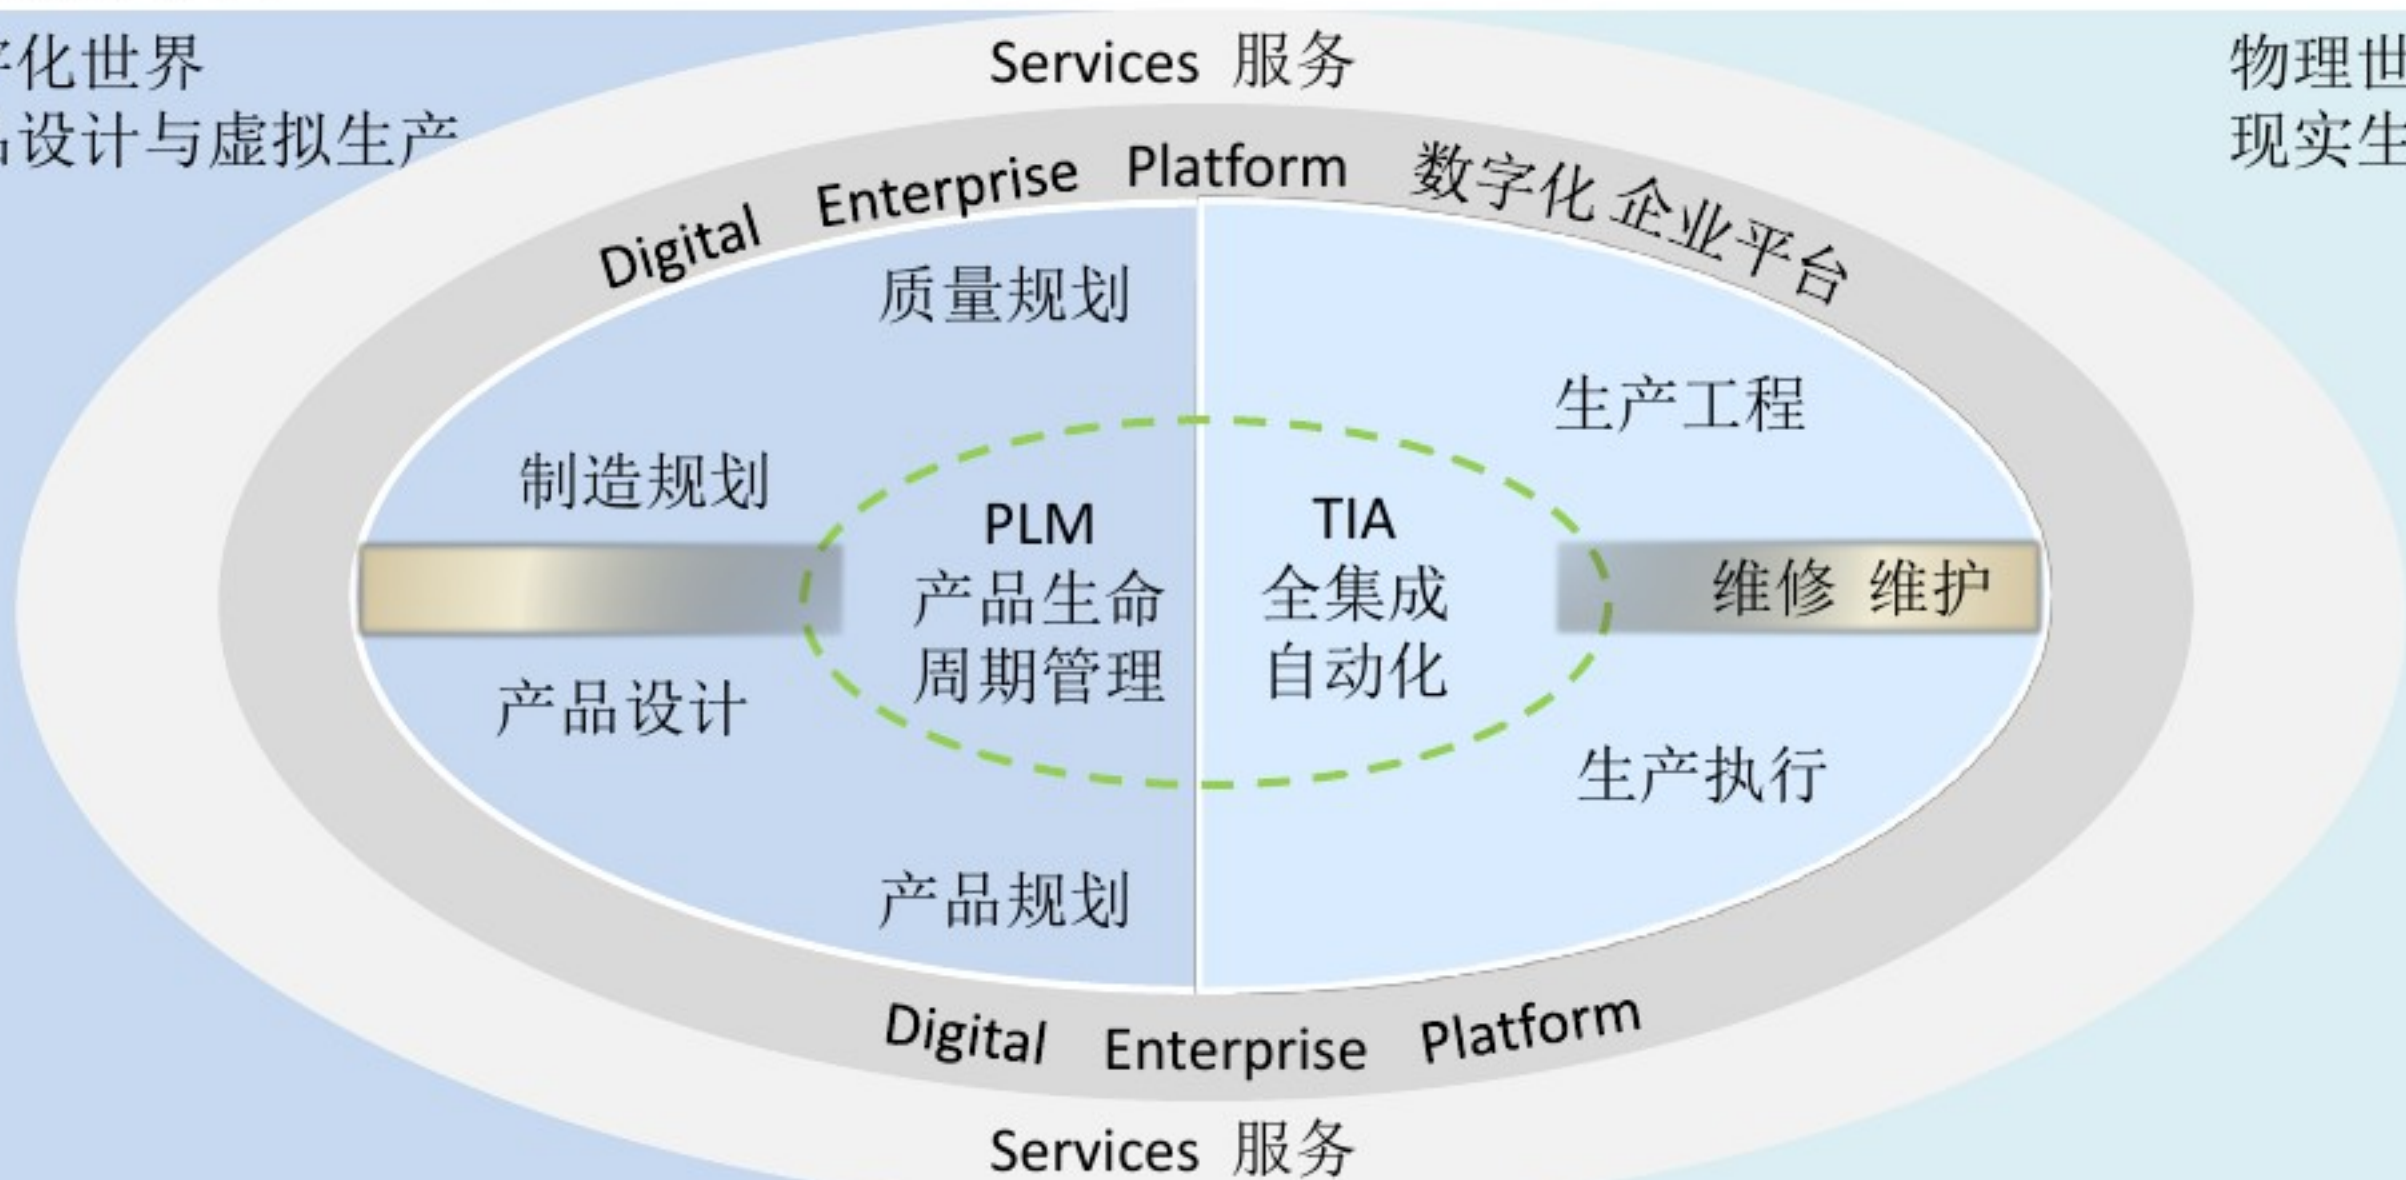 Services 服务
字化世界
品设计与虚拟生产
物理世
现实生
Digital Enterprise Platform 数字化 企业平台
质量规划
生产工程
制造规划
PLM
产品生命
周期管理
TIA
全集成
自动化
维修 维护
产品设计
生产执行
产品规划
Digital Enterprise Platform
Services 服务